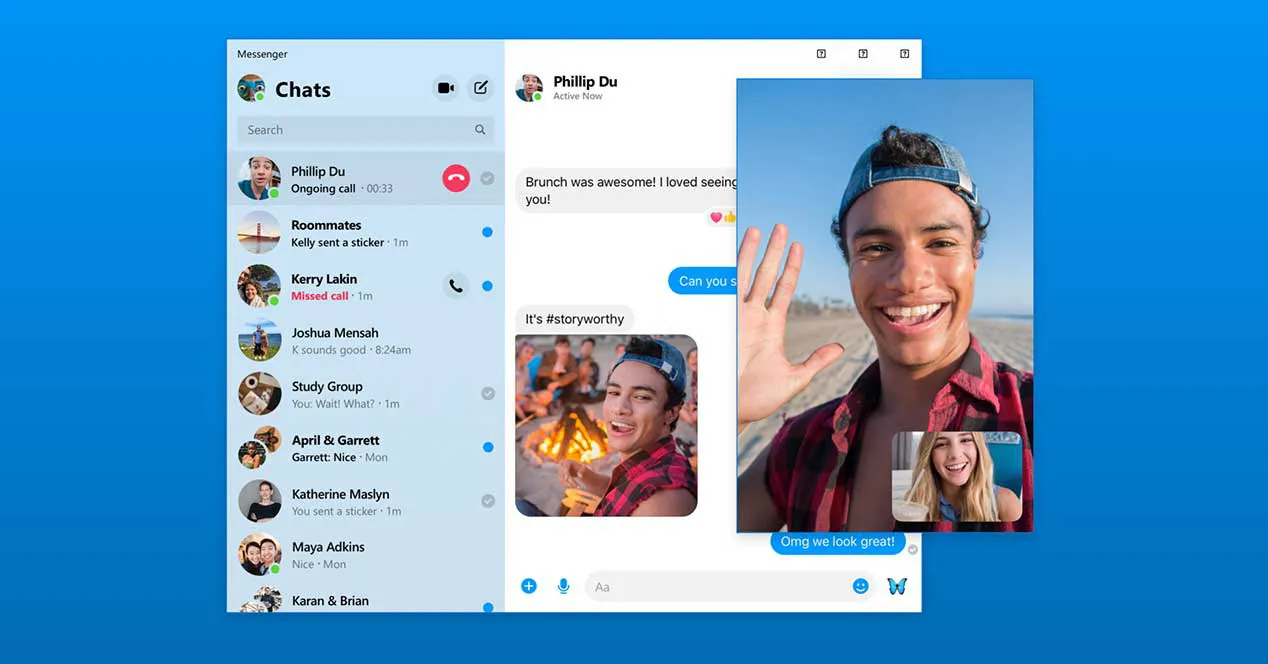 Messenger
Chats
Search
Phillip Du
Ongoing call · 00:33
Roommates
Kelly sent a sticker · 1m
Kerry Lakin
Missed call · 1m
Joshua Mensah
K sounds good · 8:24am
Study Group
You: Wait! What? · 1m
April & Garrett
Garrett: Nice · Mon
Katherine Maslyn
You sent a sticker · 1m
Maya Adkins
Nice · Mon
Karan & Brian
Phillip Du
Active Now
Brunch was awesome! I loved seeing
you!
Can you s
It's #storyworthy
Omg we look great!
Aa